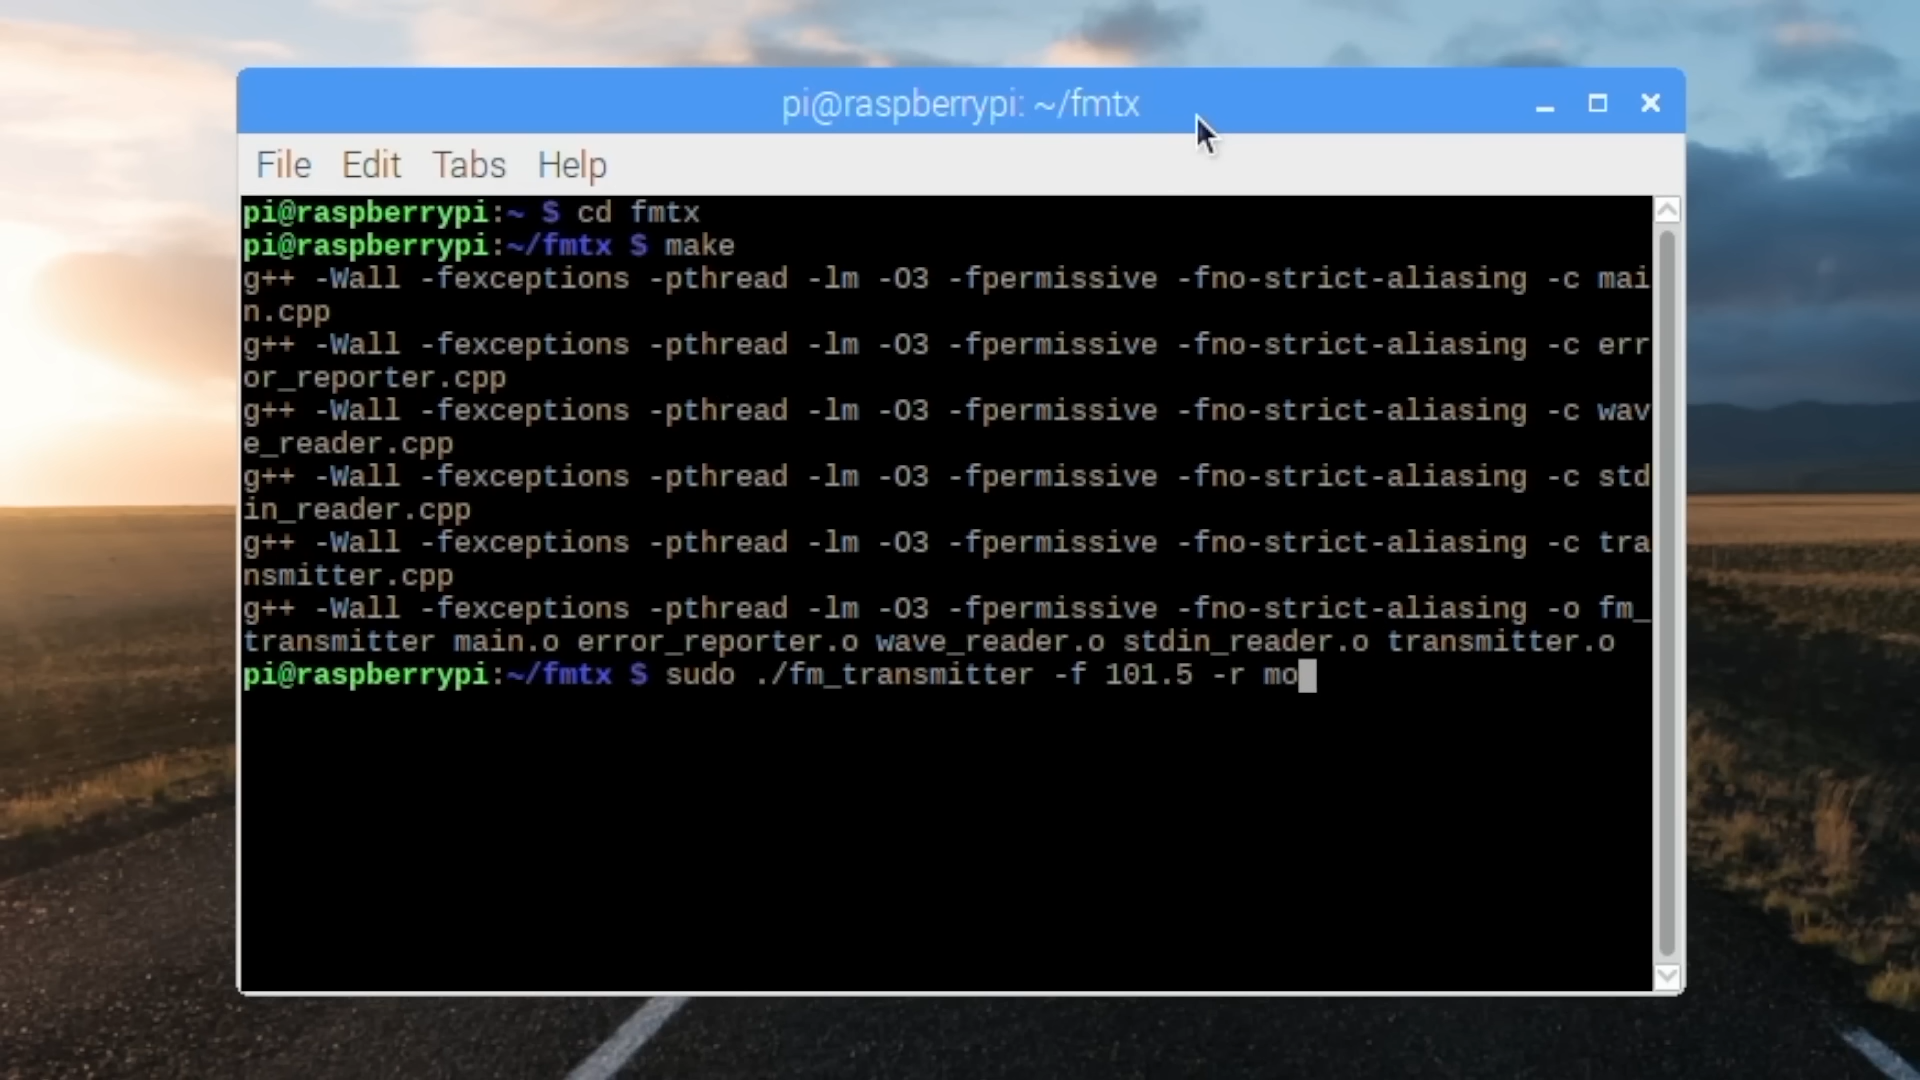 pi@raspberrypi: ~/fmtx
File Edit Tabs Help
pi@raspberrypi:~ $ cd fmtx
pi@raspberrypi:~/fmtx $ make
g++ -Wall -fexceptions -pthread -lm -O3 -fpermissive -fno-strict-aliasing -c mai
n.cpp
g++ -Wall -fexceptions -pthread -lm -O3 -fpermissive -fno-strict-aliasing -c err
or_reporter.cpp
g++ -Wall -fexceptions -pthread -lm -O3 -fpermissive -fno-strict-aliasing -c wav
e_reader.cpp
g++ -Wall -fexceptions -pthread -lm -O3 -fpermissive -fno-strict-aliasing -c std
in_reader.cpp
g++ -Wall -fexceptions -pthread -lm -O3 -fpermissive -fno-strict-aliasing -c tra
nsmitter.cpp
g++ -Wall -fexceptions -pthread -lm -O3 -fpermissive -fno-strict-aliasing -o fm_
transmitter main.o error_reporter.o wave_reader.o stdin_reader.o transmitter.o
pi@raspberrypi:~/fmtx $ sudo ./fm_transmitter -f 101.5 -r mo